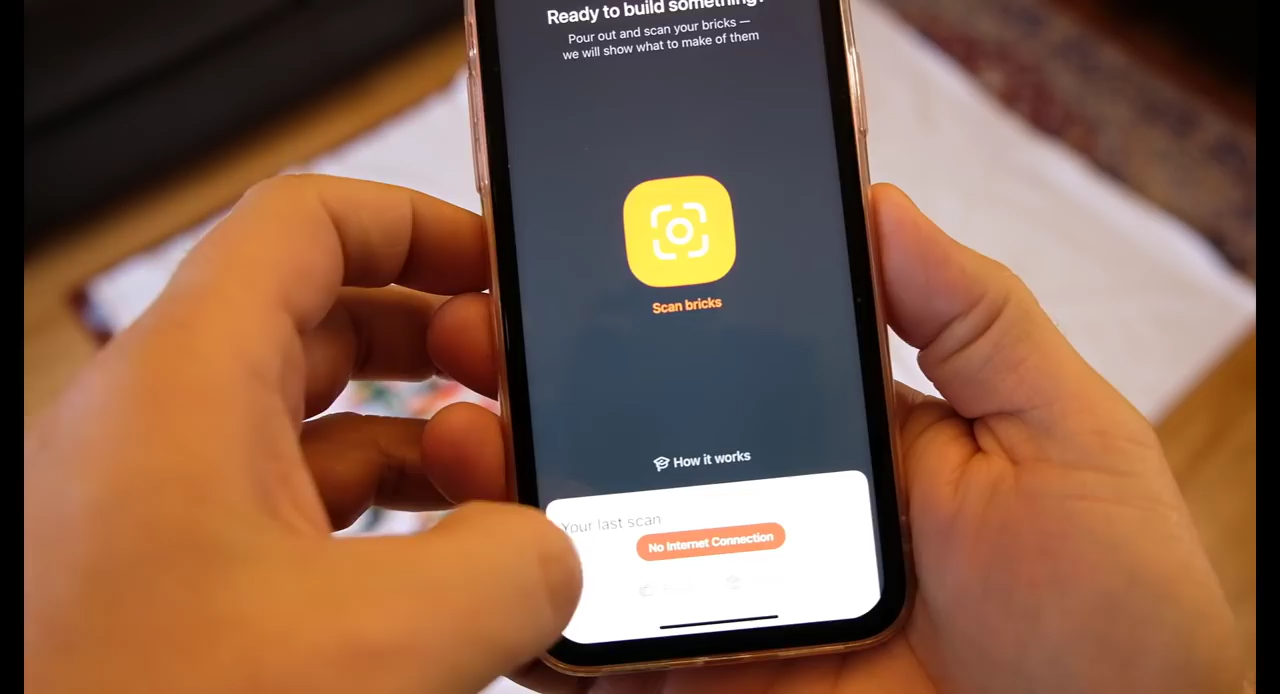 Ready to build something?
Pour out and scan your bricks —
we will show what to make of them
Scan bricks
How it works
Your last scan
No Internet Connection